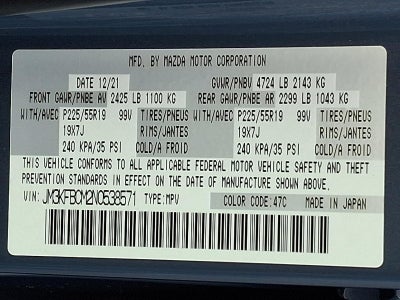 MFD. BY MAZDA MOTOR CORPORATION
DATE 12/21 GVWR/PNBV 4724 LB 2143 KG
FRONT GAWR/PNBE AV 2425 LB 1100 KG REAR GAWR/PNBE AR 2299 LB 1043 KG
WITH/AVEC P225/55R19 99V TIRES/PNEUS WITH/AVEC P225/55R19 99V TIRES/PNEUS
19X7J RIMS/JANTES 19X7J RIMS/JANTES
240 KPA/35 PSI COLD/A FROID 240 KPA/35 PSI COLD/A FROID
THIS VEHICLE CONFORMS TO ALL APPLICABLE FEDERAL MOTOR VEHICLE SAFETY AND THEFT
PREVENTION STANDARDS IN EFFECT ON THE DATE OF MANUFACTURE SHOWN ABOVE.
VIN: JM3KFBCM2N0538571 TYPE:MPV COLOR: 47C MADE IN JAPAN